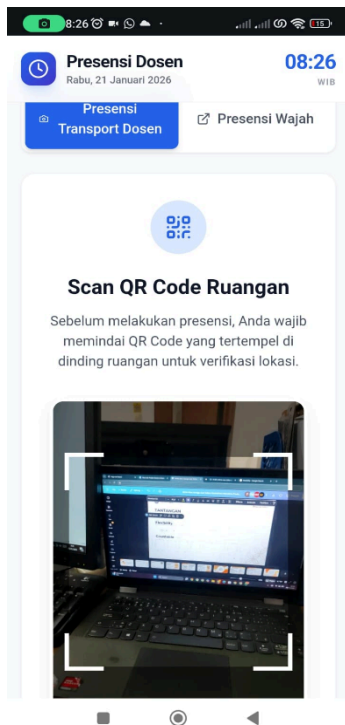 8:26
15
Presensi Dosen
Rabu, 21 Januari 2026
08:26
WIB
Presensi
Transport Dosen
Presensi Wajah
Scan QR Code Ruangan
Sebelum melakukan presensi, Anda wajib
memindai QR Code yang tertempel di
dinding ruangan untuk verifikasi lokasi.